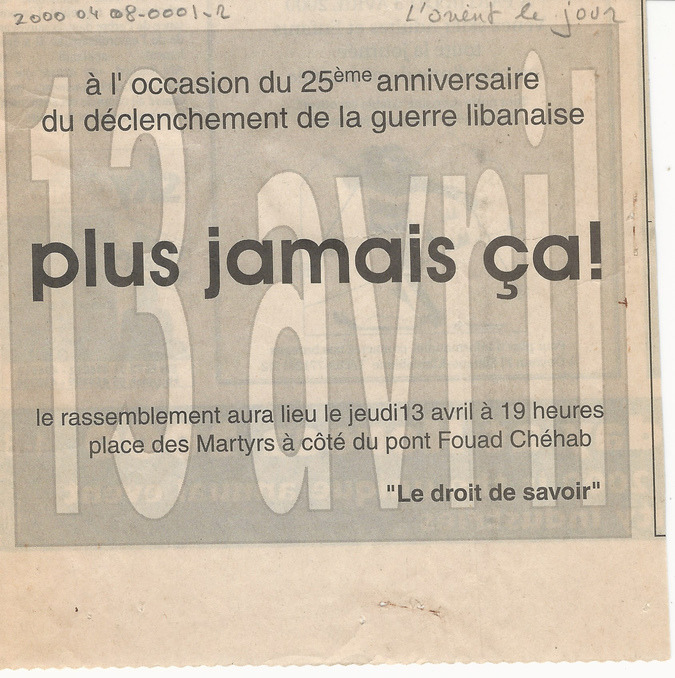 2000 04 08-0001-2 L'orient le jour
13 avril
à l' occasion du 25ème anniversaire
du déclenchement de la guerre libanaise
plus jamais ça!
le rassemblement aura lieu le jeudi13 avril à 19 heures
place des Martyrs à côté du pont Fouad Chéhab
"Le droit de savoir"